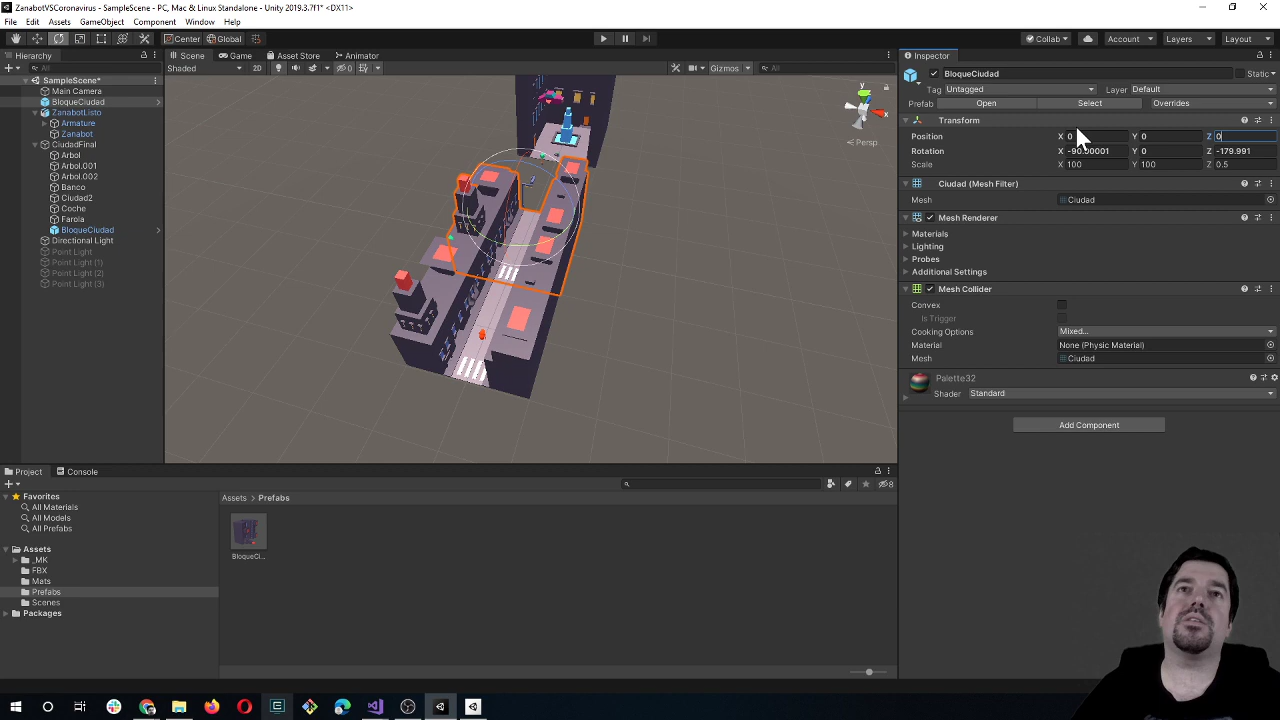 ZanabotVSCoronavirus - SampleScene - PC, Mac & Linux Standalone - Unity 2019.3.7f1* <DX11>
File Edit Assets GameObject Component Window Help
Center Global Collab Account Layers Layout
Hierarchy Scene Game Asset Store Animator Inspector
All Shaded 2D 0 Gizmos All
BloqueCiudad Static
SampleScene*
Main Camera
BloqueCiudad
ZanabotListo
Armature
Zanabot
CiudadFinal
Arbol
Arbol.001
Arbol.002
Banco
Ciudad2
Coche
Farola
BloqueCiudad
Directional Light
Point Light
Point Light (1)
Point Light (2)
Point Light (3)
y
x
Persp
Tag Untagged Layer Default
Prefab Open Select Overrides
Transform
Position X 0 Y 0 Z 0
Rotation X -90.00001 Y 0 Z -179.991
Scale X 100 Y 100 Z 0.5
Ciudad (Mesh Filter)
Mesh Ciudad
Mesh Renderer
Materials
Lighting
Probes
Additional Settings
Mesh Collider
Convex
Is Trigger
Cooking Options Mixed...
Material None (Physic Material)
Mesh Ciudad
Palette32
Shader Standard
Add Component
Project Console
8
Favorites
All Materials
All Models
All Prefabs
Assets
_MK
FBX
Mats
Prefabs
Scenes
Packages
Assets > Prefabs
BloqueCi...